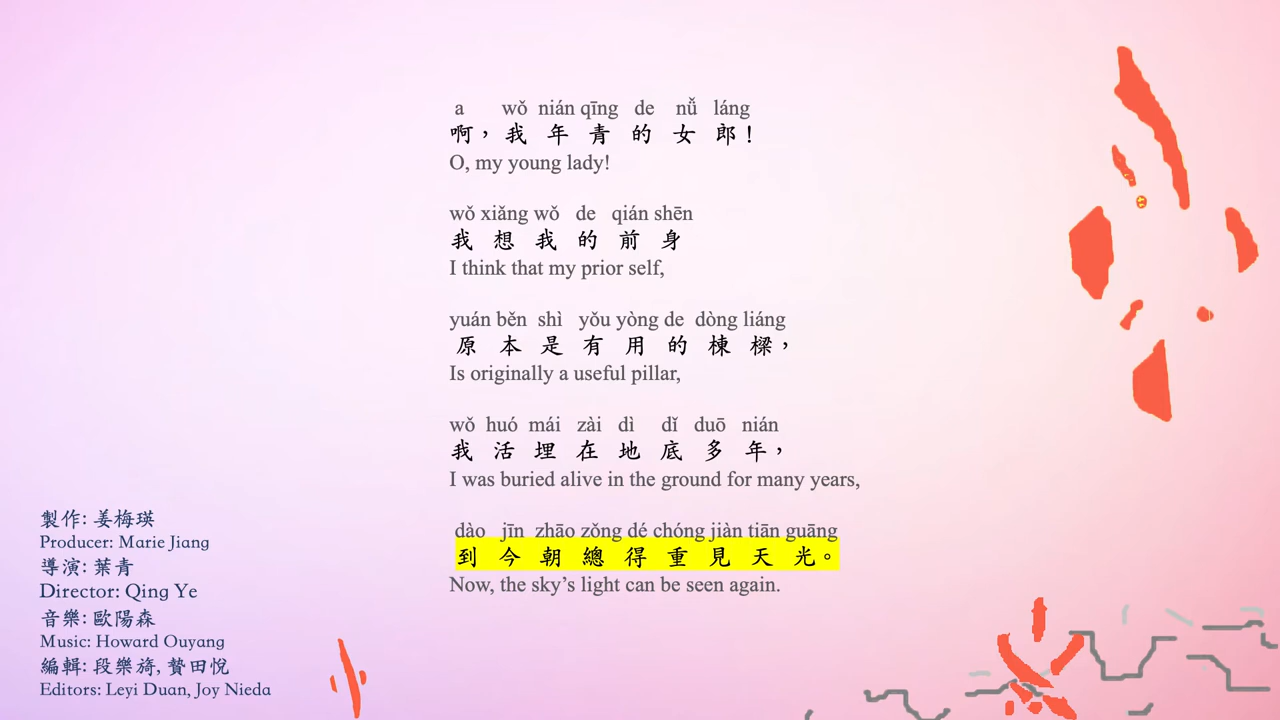 a wǒ nián qīng de nǚ láng
啊，我年青的女郎！
O, my young lady!
wǒ xiǎng wǒ de qián shēn
我想我的前身
I think that my prior self,
yuán běn shì yǒu yòng de dòng liáng
原本是有用的棟樑，
Is originally a useful pillar,
wǒ huó mái zài dì dǐ duō nián
我活埋在地底多年，
I was buried alive in the ground for many years,
dào jīn zhāo zǒng dé chóng jiàn tiān guāng
到今朝總得重見天光。
Now, the sky’s light can be seen again.
製作: 姜梅瑛
Producer: Marie Jiang
導演: 葉青
Director: Qing Ye
音樂: 歐陽森
Music: Howard Ouyang
編輯: 段樂旖, 贊田悅
Editors: Leyi Duan, Joy Nieda